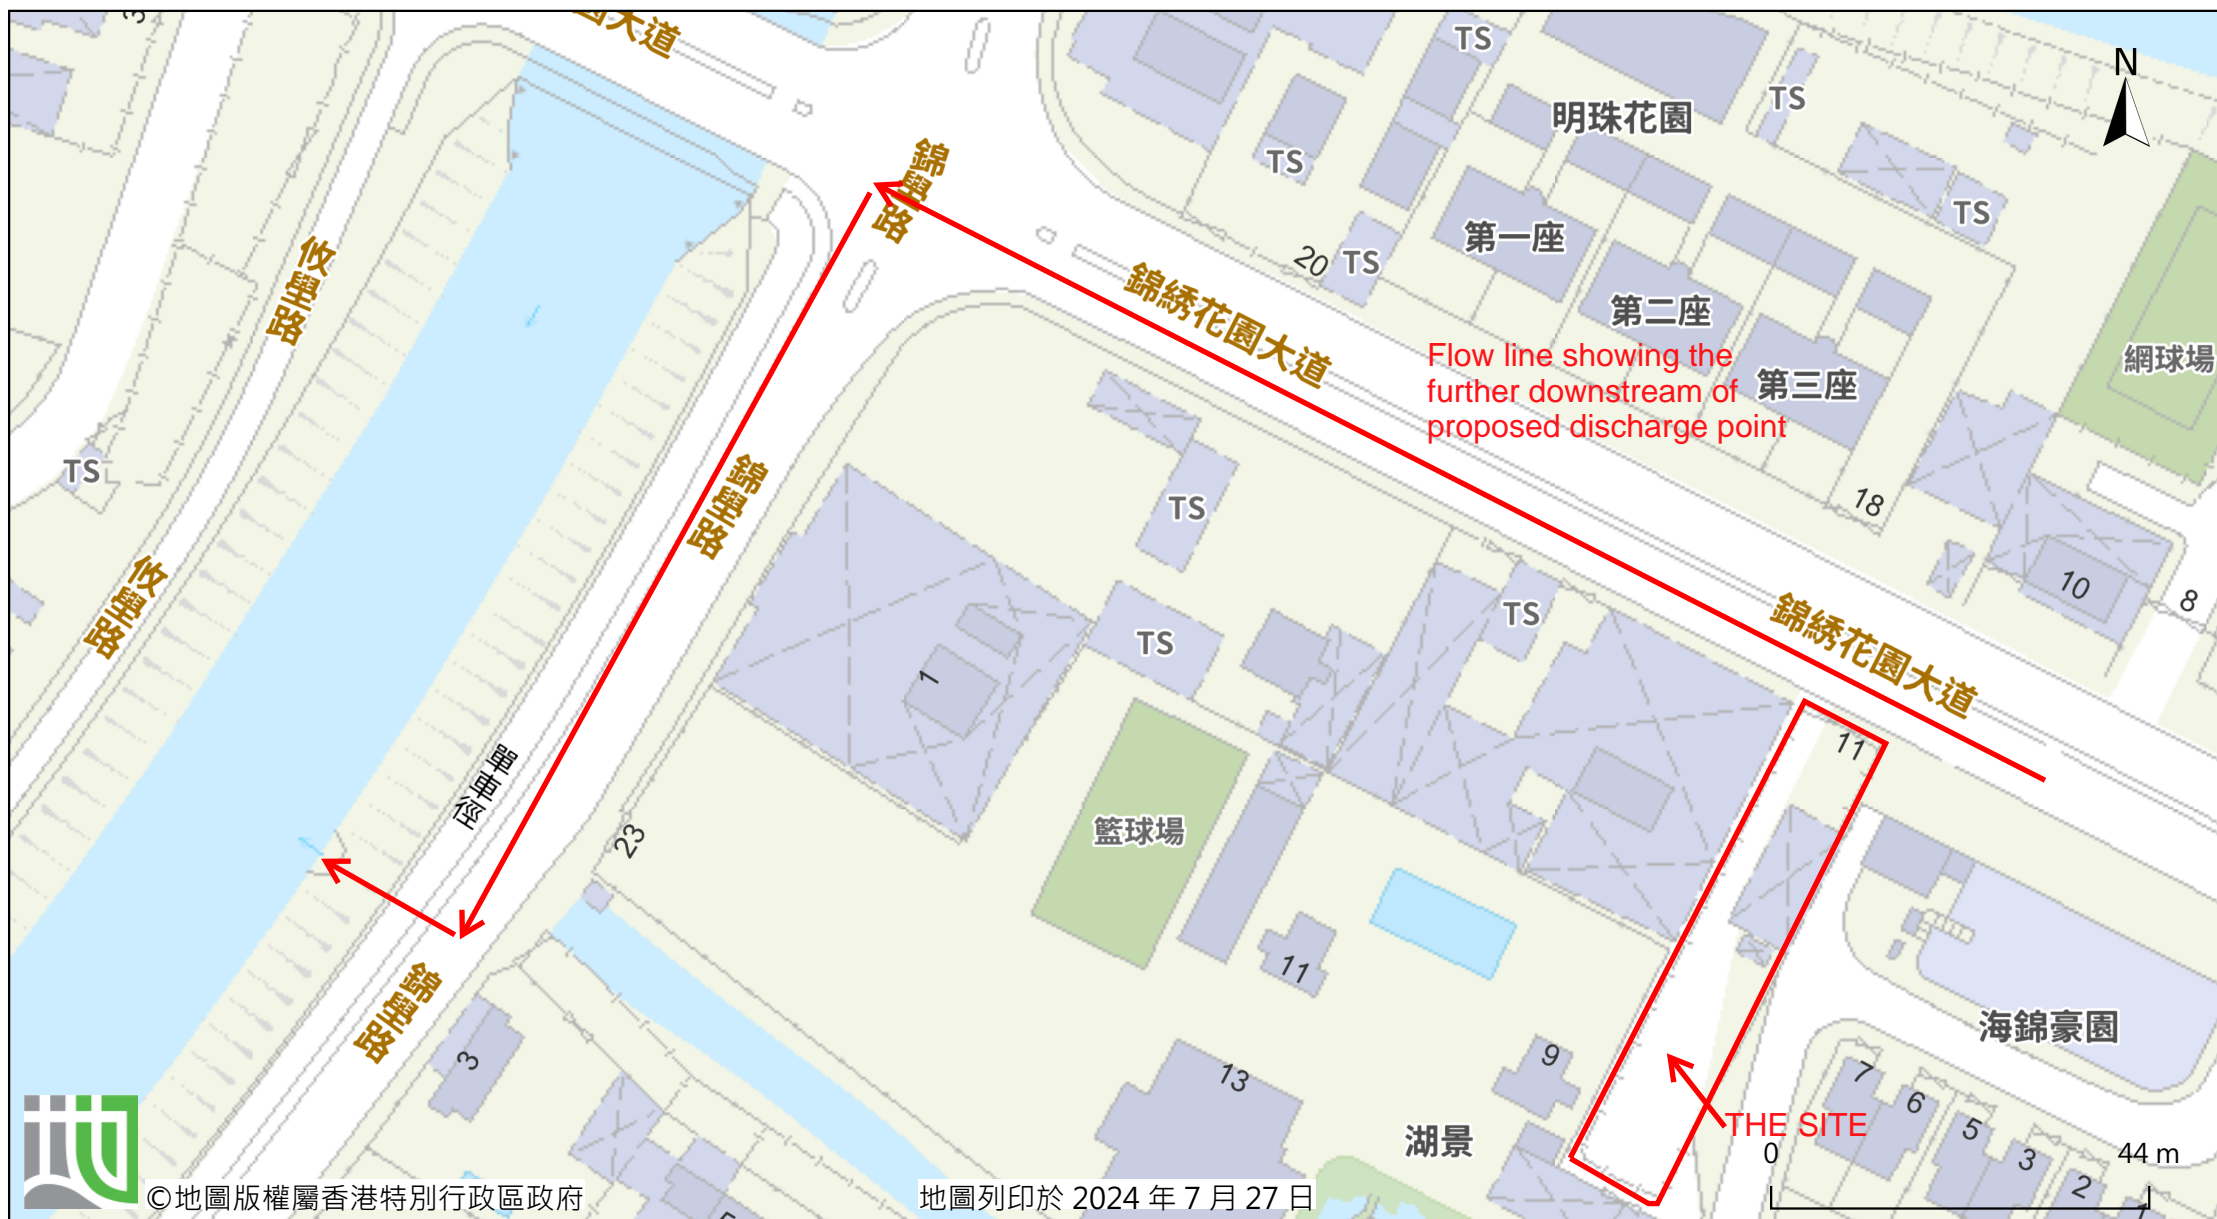 3
園大道
TS
N
錦壆路
明珠花園
TS
TS
TS
第一座
20
TS
攸壆路
錦綉花園大道
第二座
Flow line showing the
further downstream of
proposed discharge point
第三座
網球場
TS
錦壆路
TS
18
攸壆路
10
8
TS
TS
錦綉花園大道
1
單車徑
11
23
籃球場
11
錦壆路
海錦豪園
3
13
9
7
6
5
3
2
1
湖景
THE SITE
0
44 m
5
©地圖版權屬香港特別行政區政府
地圖列印於 2024 年 7 月 27 日